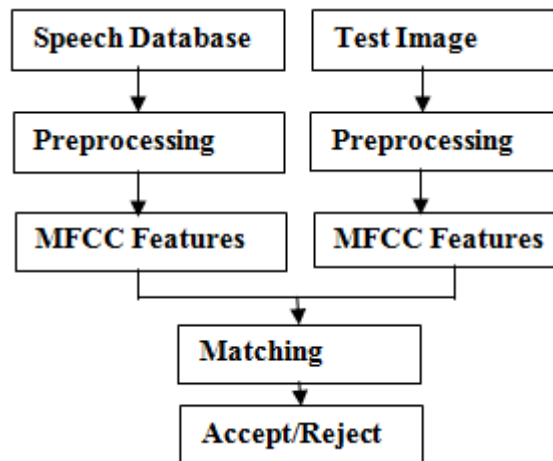 Speech Database
Test Image
Preprocessing
Preprocessing
MFCC Features
MFCC Features
Matching
Accept/Reject